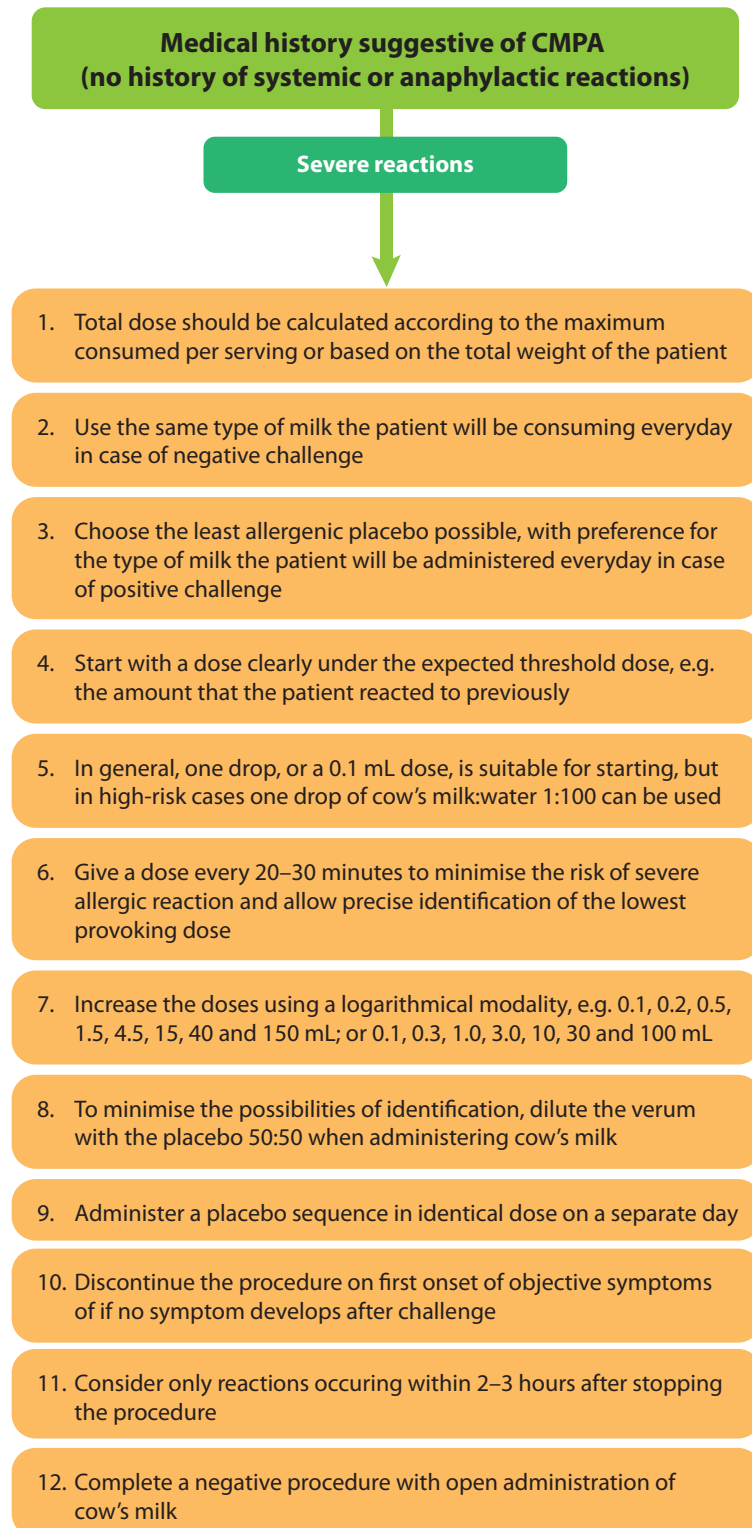 Medical history suggestive of CMPA
(no history of systemic or anaphylactic reactions)
Severe reactions
1. Total dose should be calculated according to the maximum
consumed per serving or based on the total weight of the patient
2. Use the same type of milk the patient will be consuming everyday
in case of negative challenge
3. Choose the least allergenic placebo possible, with preference for
the type of milk the patient will be administered everyday in case
of positive challenge
4. Start with a dose clearly under the expected threshold dose, e.g.
the amount that the patient reacted to previously
5. In general, one drop, or a 0.1 mL dose, is suitable for starting, but
in high-risk cases one drop of cow's milk:water 1:100 can be used
6. Give a dose every 20–30 minutes to minimise the risk of severe
allergic reaction and allow precise identification of the lowest
provoking dose
7. Increase the doses using a logarithmical modality, e.g. 0.1, 0.2, 0.5,
1.5, 4.5, 15, 40 and 150 mL; or 0.1, 0.3, 1.0, 3.0, 10, 30 and 100 mL
8. To minimise the possibilities of identification, dilute the verum
with the placebo 50:50 when administering cow's milk
9. Administer a placebo sequence in identical dose on a separate day
10. Discontinue the procedure on first onset of objective symptoms
of if no symptom develops after challenge
11. Consider only reactions occuring within 2–3 hours after stopping
the procedure
12. Complete a negative procedure with open administration of
cow's milk